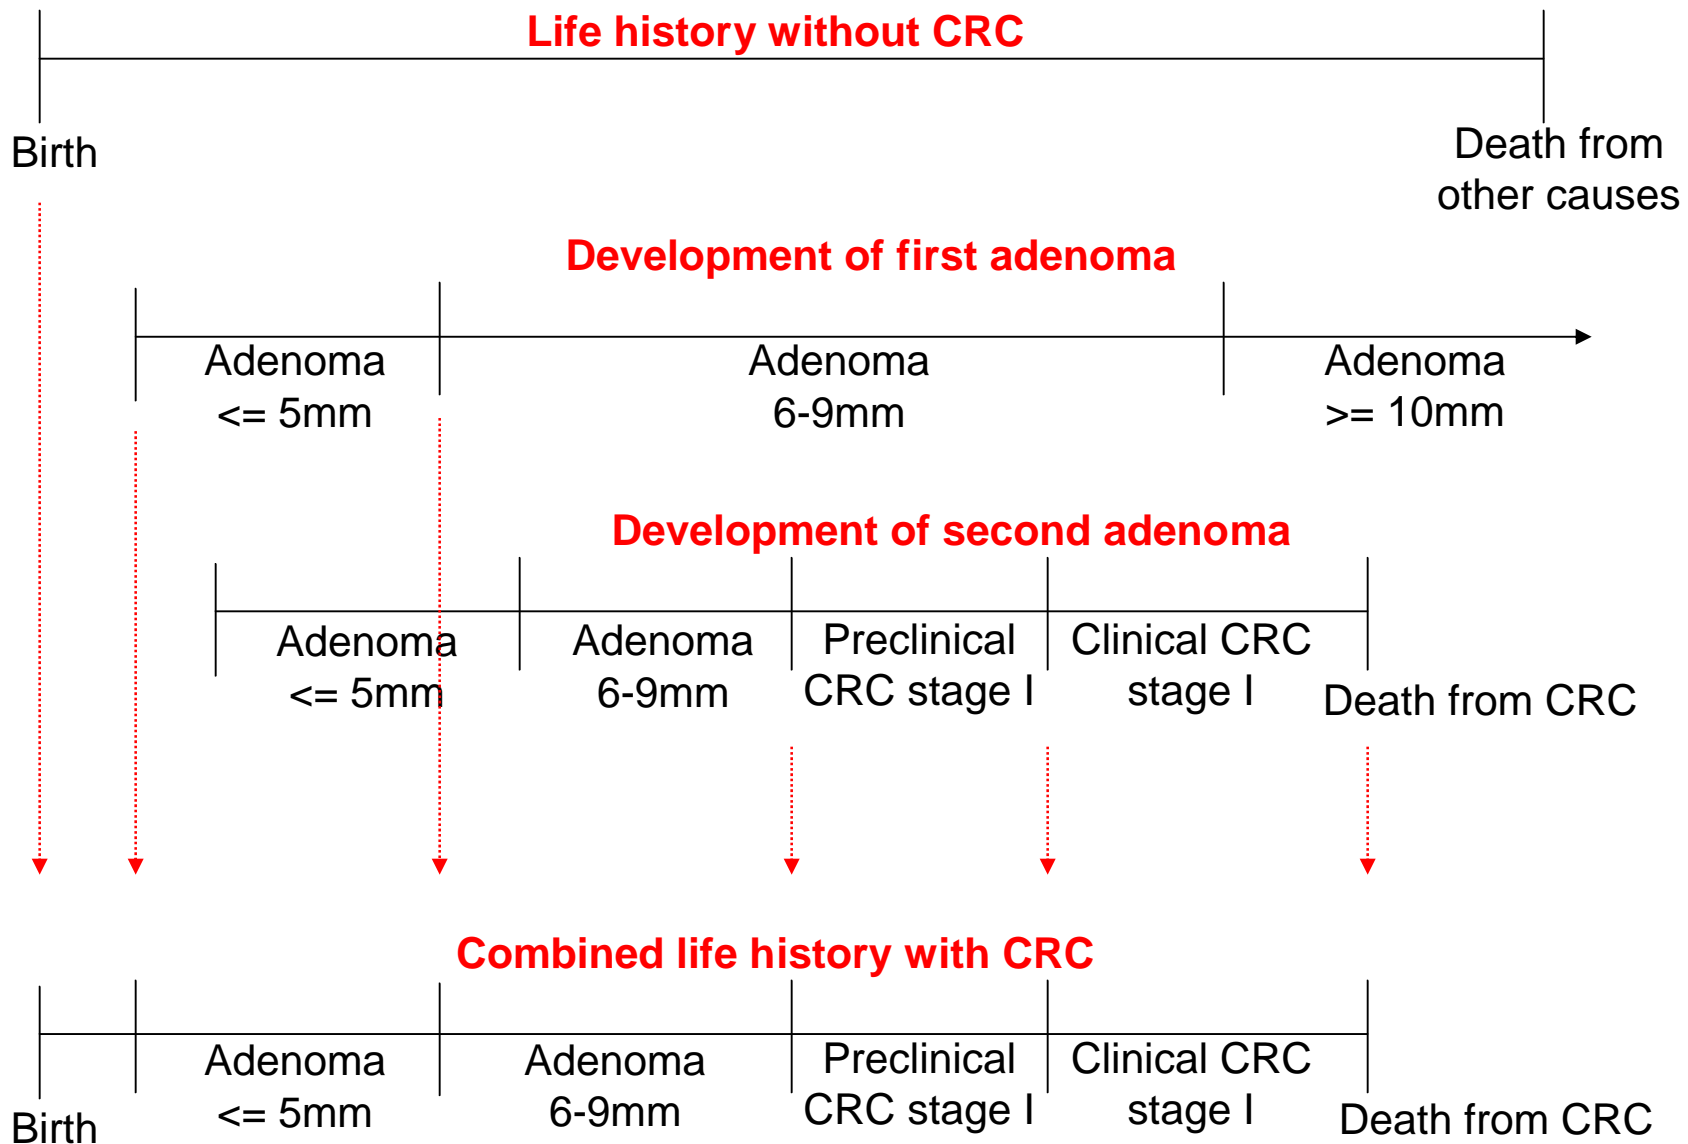 Life history without CRC
Birth
Death from
other causes
Development of first adenoma
Adenoma
<= 5mm
Adenoma
6-9mm
Adenoma
>= 10mm
Development of second adenoma
Adenoma
<= 5mm
Adenoma
6-9mm
Preclinical
CRC stage I
Clinical CRC
stage I
Death from CRC
Combined life history with CRC
Birth
Adenoma
<= 5mm
Adenoma
6-9mm
Preclinical
CRC stage I
Clinical CRC
stage I
Death from CRC